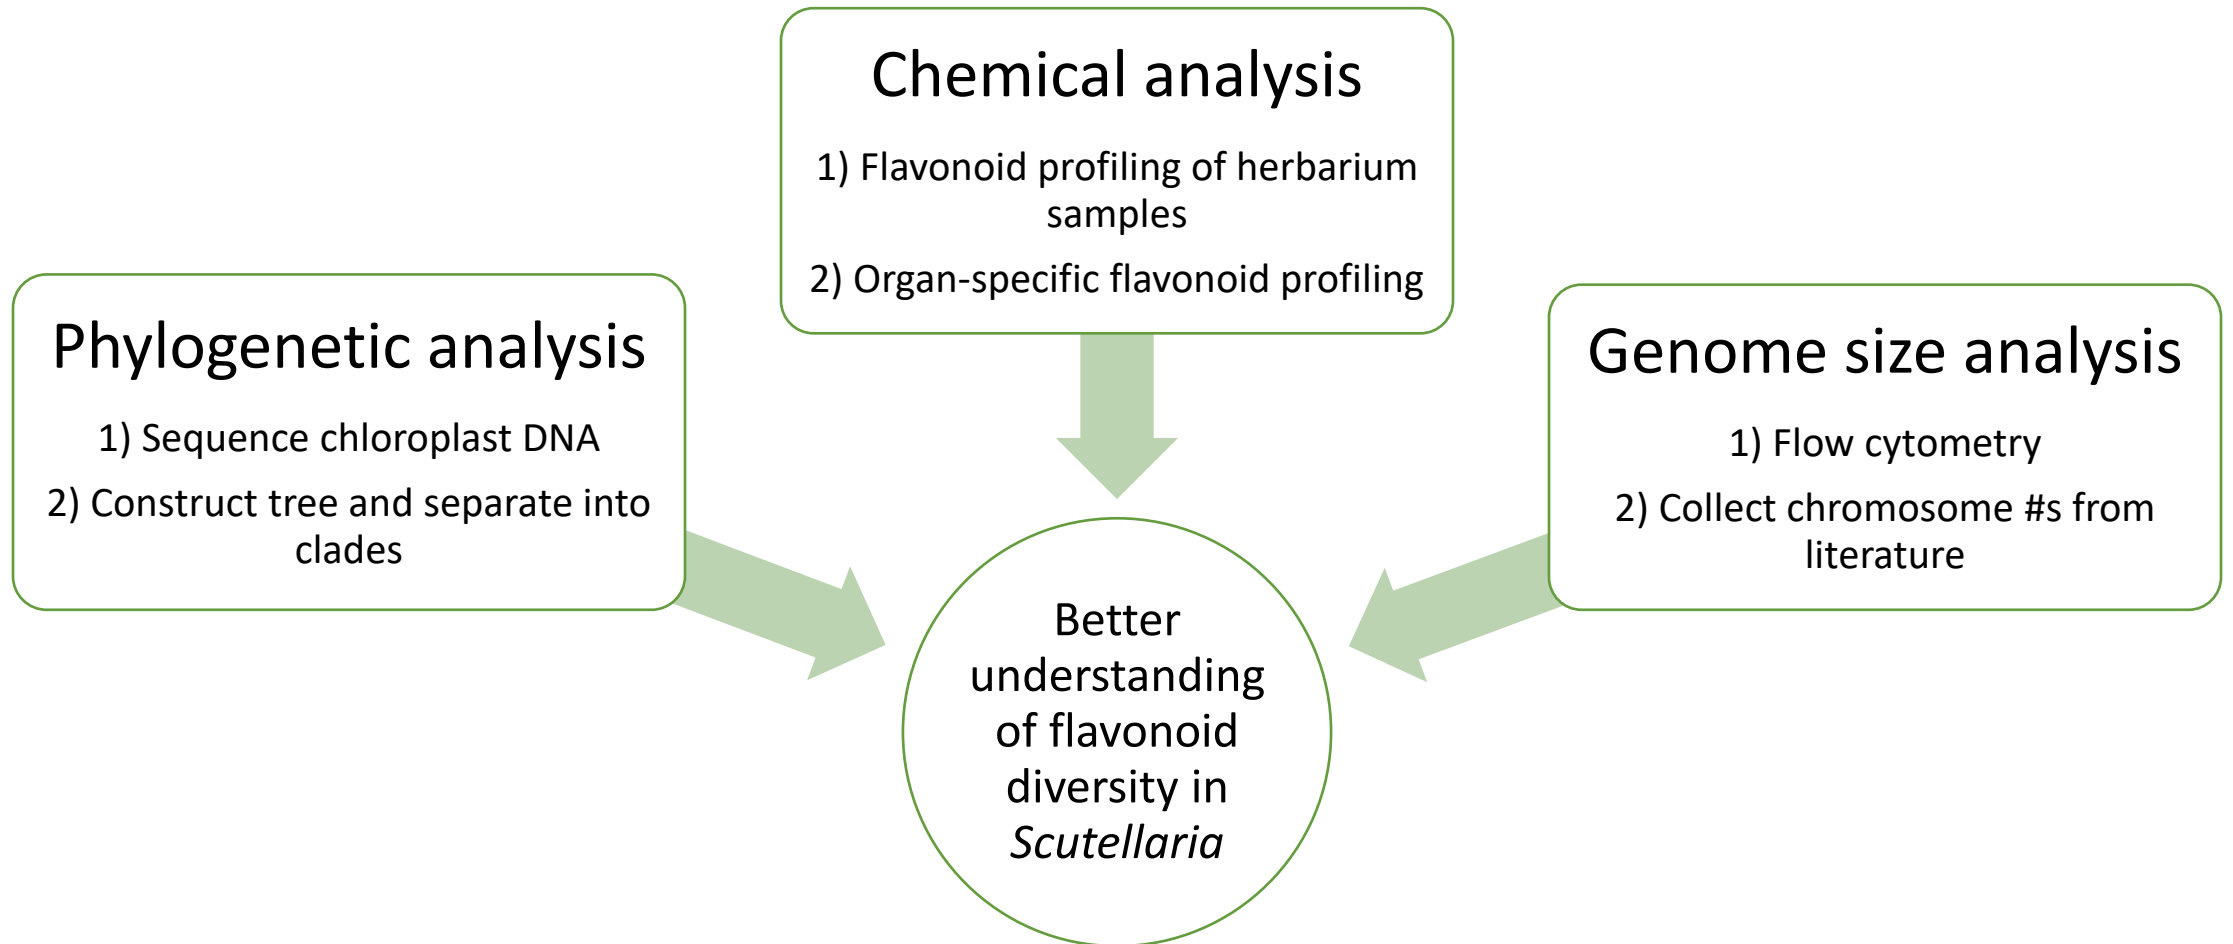 Chemical analysis
1) Flavonoid profiling of herbarium
samples
2) Organ-specific flavonoid profiling
Phylogenetic analysis
1) Sequence chloroplast DNA
2) Construct tree and separate into
clades
Genome size analysis
1) Flow cytometry
2) Collect chromosome #s from
literature
Better
understanding
of flavonoid
diversity in
Scutellaria